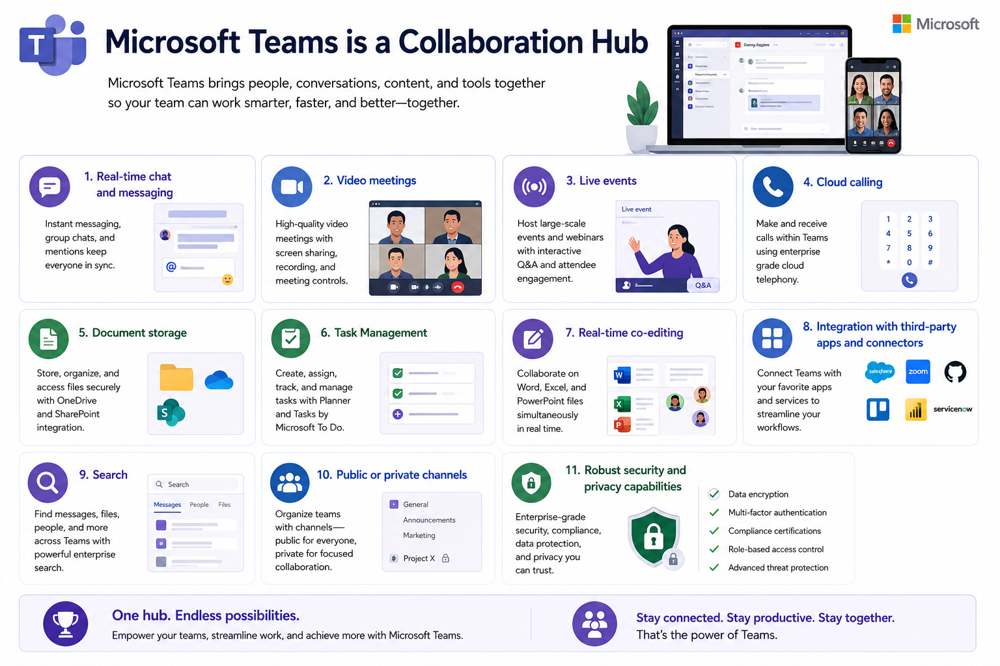 Microsoft Teams is a Collaboration Hub
Microsoft
Microsoft Teams brings people, conversations, content, and tools together
so your team can work smarter, faster, and better—together.
T
1. Real-time chat
and messaging
Instant messaging,
group chats, and
mentions keep
everyone in sync.
@
2. Video meetings
High-quality video
meetings with
screen sharing,
recording, and
meeting controls.
3. Live events
Host large-scale
events and webinars
with interactive
Q&A and attendee
engagement.
Live event
Q&A
4. Cloud calling
Make and receive
calls within Teams
using enterprise
grade cloud
telephony.
1 2 3
4 5 6
7 8 9
* 0 #
5. Document storage
Store, organize, and
access files securely
with OneDrive
and SharePoint
integration.
S
6. Task Management
Create, assign,
track, and manage
tasks with Planner
and Tasks by
Microsoft To Do.
7. Real-time co-editing
Collaborate on
Word, Excel, and
PowerPoint files
simultaneously
in real time.
W
X
P
8. Integration with third-party
apps and connectors
Connect Teams with
your favorite apps
and services to
streamline your
workflows.
salesforce
zoom
servicenow
9. Search
Find messages, files,
people, and more
across Teams with
powerful enterprise
search.
Search
Messages People Files
10. Public or private channels
Organize teams
with channels—
public for everyone,
private for focused
collaboration.
General
Announcements
Marketing
Project X
11. Robust security and
privacy capabilities
Enterprise-grade
security, compliance,
data protection,
and privacy you
can trust.
Data encryption
Multi-factor authentication
Compliance certifications
Role-based access control
Advanced threat protection
One hub. Endless possibilities.
Empower your teams, streamline work, and achieve more with Microsoft Teams.
Stay connected. Stay productive. Stay together.
That's the power of Teams.